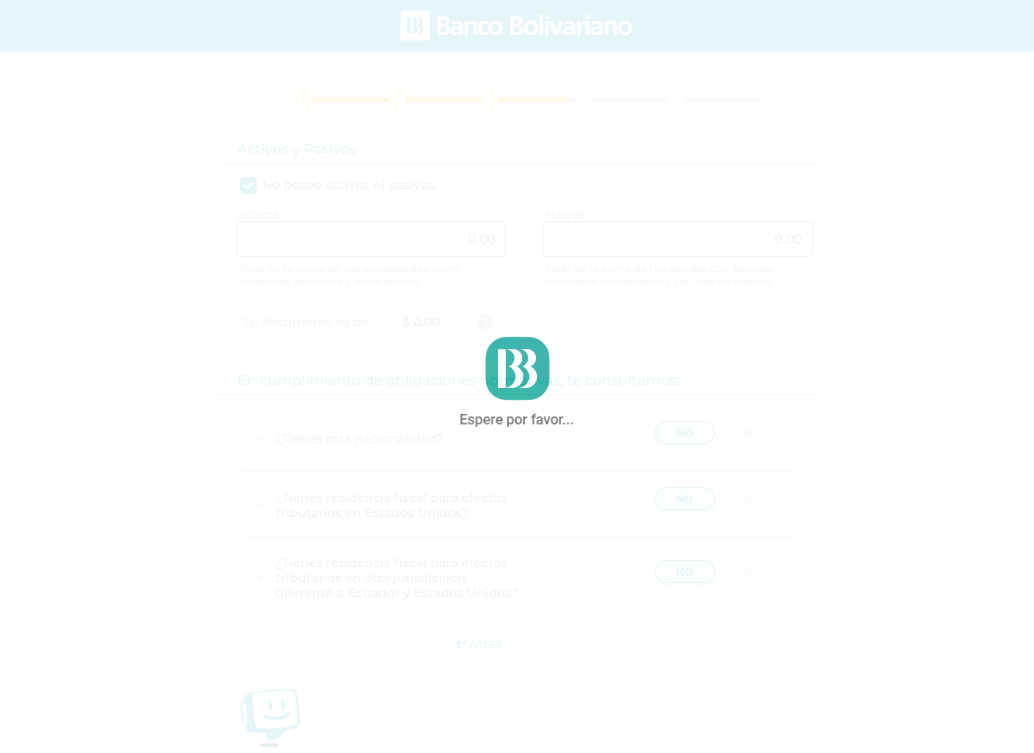 Banco Bolivariano
Activos y Pasivos
No poseo activos ni pasivos.
ACTIVOS
PASIVOS
0.00
0.00
Total de la suma de tus propiedades como
viviendas, vehículos y otros activos.
Total de la suma de tus deudas con Bancos,
entidades comerciales y tarjetas de crédito.
Tu Patrimonio es de $ 0.00
En cumplimiento de obligaciones normativas, te consultamos:
Espere por favor...
+ ¿Tienes otra nacionalidad?
NO SI
+ ¿Tienes residencia fiscal para efectos
tributarios en Estados Unidos?
NO SI
+ ¿Tienes residencia fiscal para efectos
tributarios en otra jurisdicción
diferente a Ecuador y Estados Unidos?
NO SI
← Atrás